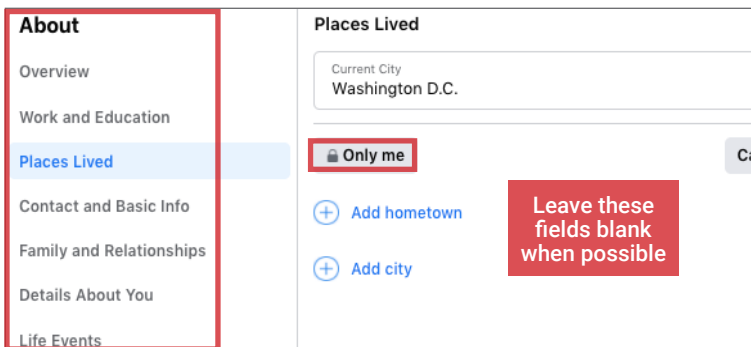 About
Overview
Work and Education
Places Lived
Contact and Basic Info
Family and Relationships
Details About You
Life Events
Places Lived
Current City
Washington D.C.
Only me
Add hometown
Add city
Leave these
fields blank
when possible